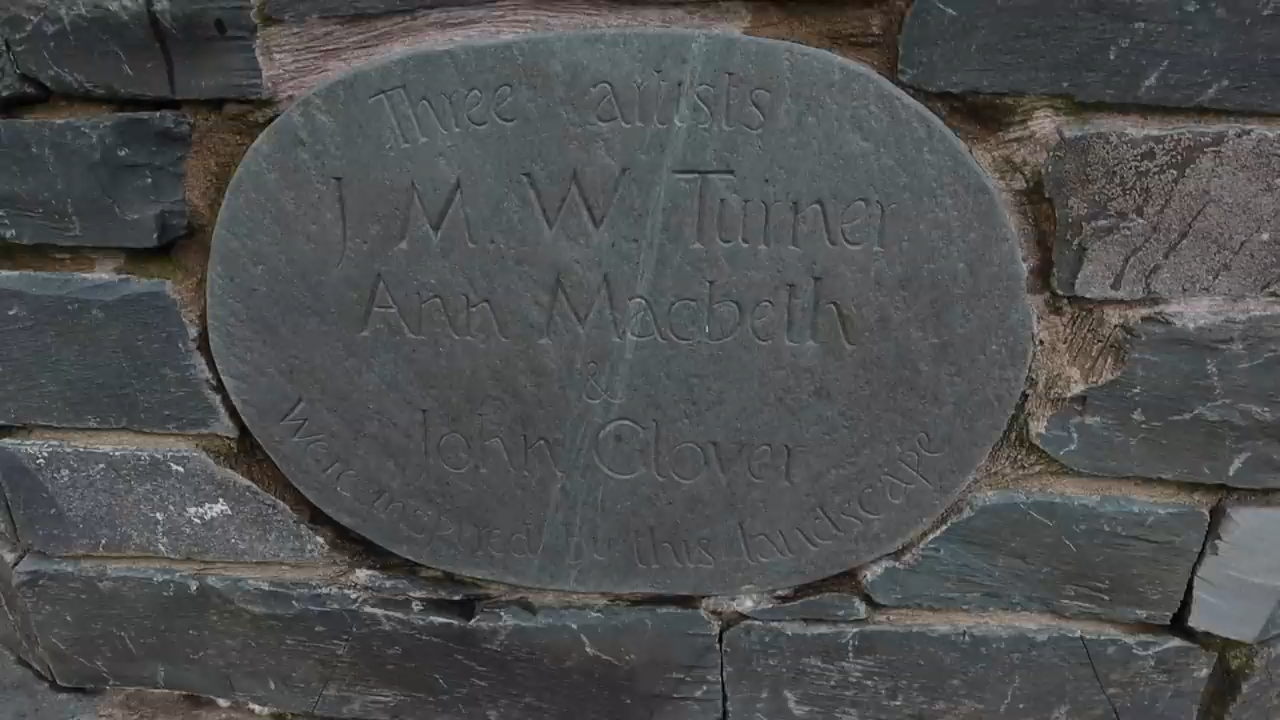 Three artists
J. M. W. Turner
Ann Macbeth
&
John Glover
Were inspired by this landscape